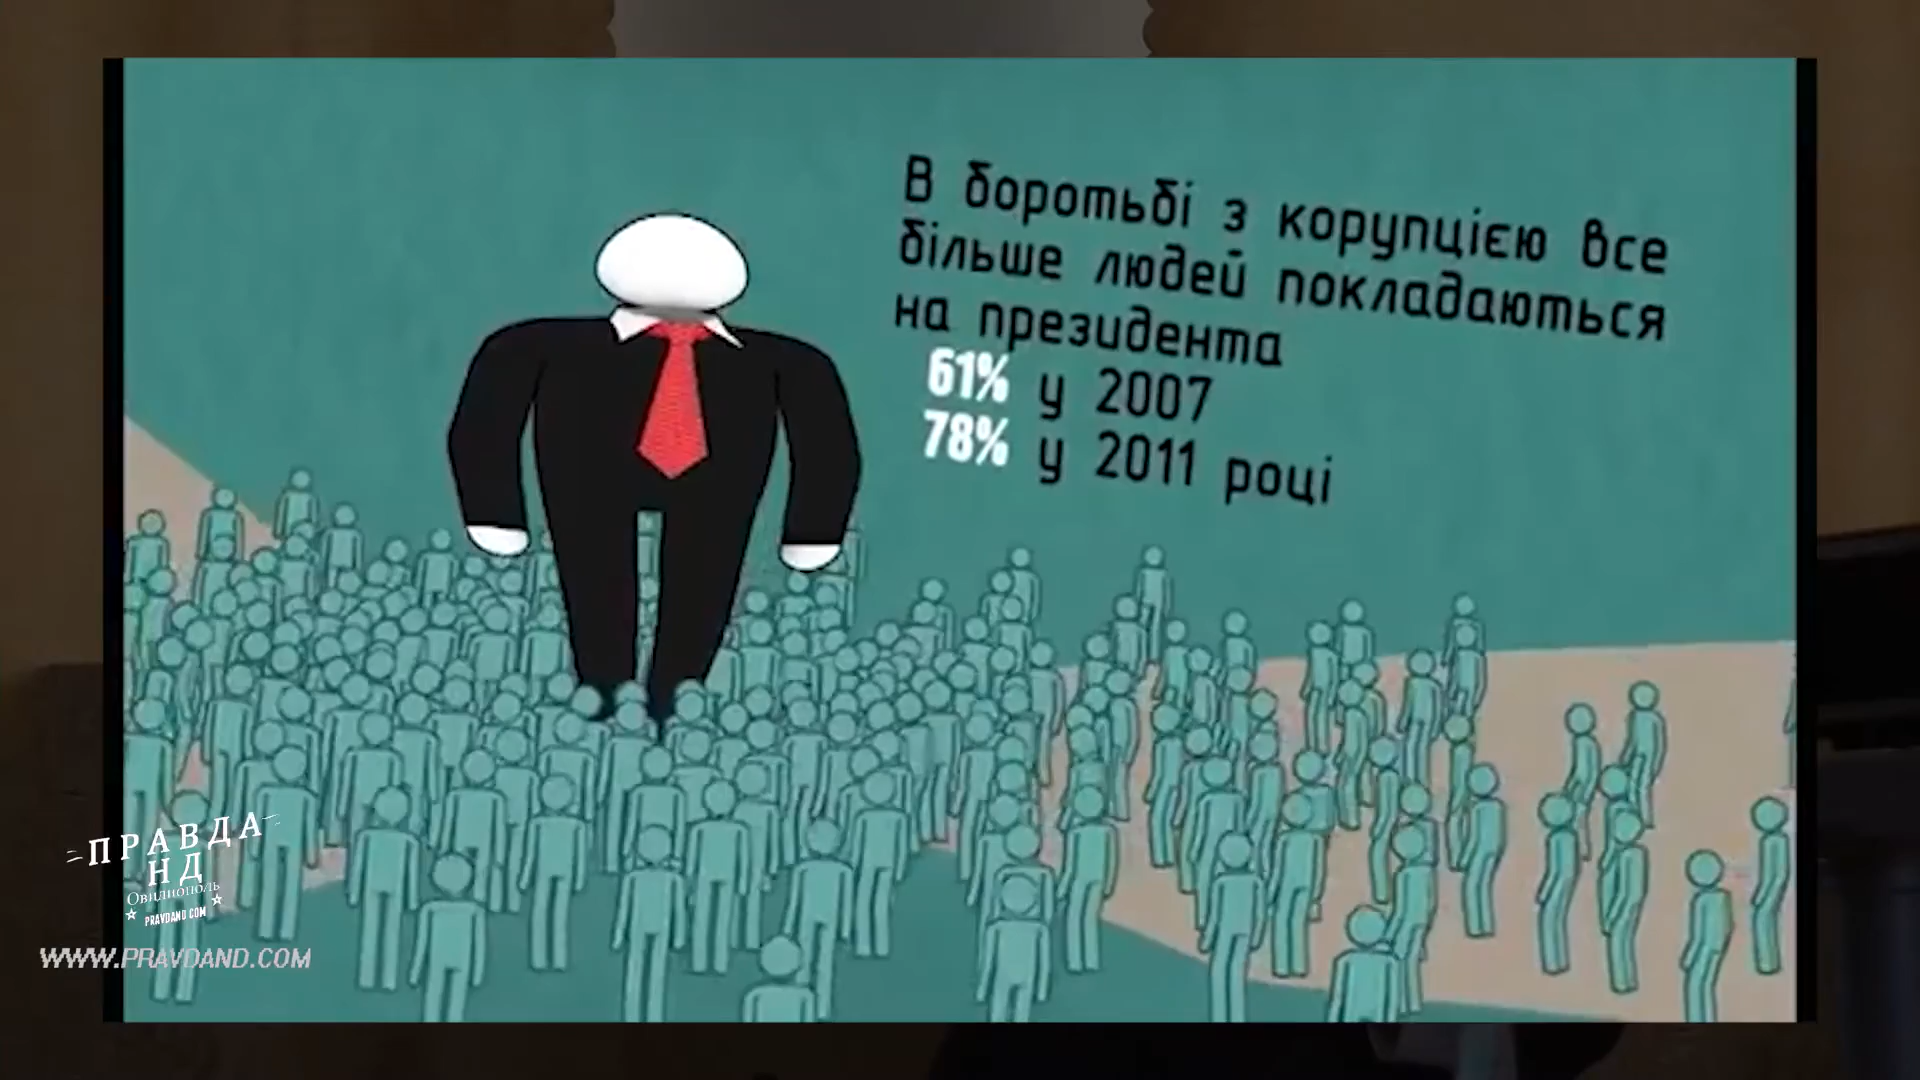 В боротьбі з корупцією все
більше людей покладаються
на президента
61% у 2007
78% у 2011 році
ПРАВДА
НД
Овидиополь
PRAVDAND.COM
WWW.PRAVDAND.COM